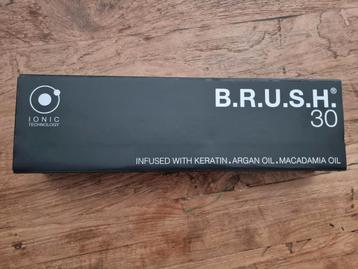 IONIC
TECHNOLOGY
B.R.U.S.H.®
30
INFUSED WITH KERATIN. ARGAN OIL. MACADAMIA OIL